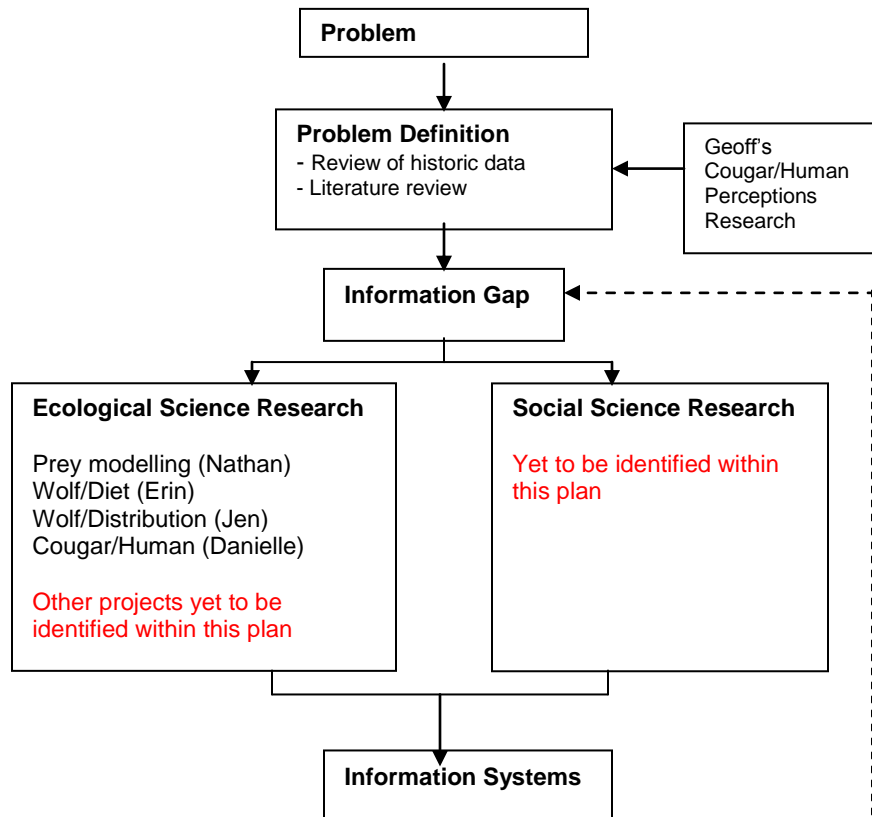 Problem
Problem Definition
- Review of historic data
- Literature review
Geoff's
Cougar/Human
Perceptions
Research
Information Gap
Ecological Science Research
Prey modelling (Nathan)
Wolf/Diet (Erin)
Wolf/Distribution (Jen)
Cougar/Human (Danielle)
Other projects yet to be
identified within this plan
Social Science Research
Yet to be identified within
this plan
Information Systems